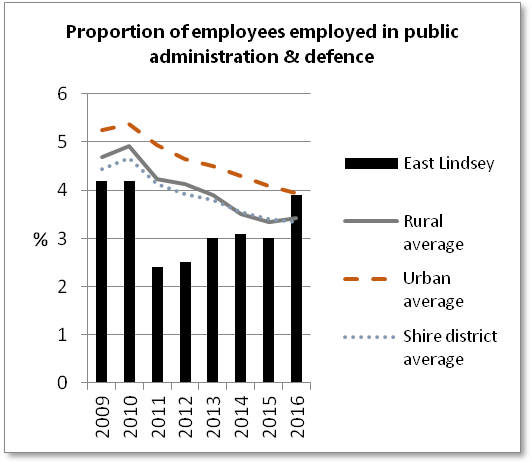 Proportion of employees employed in public
administration & defence
6
5
4
3
2
1
0
%
2009
2010
2011
2012
2013
2014
2015
2016
East Lindsey
Rural
average
Urban
average
Shire district
average